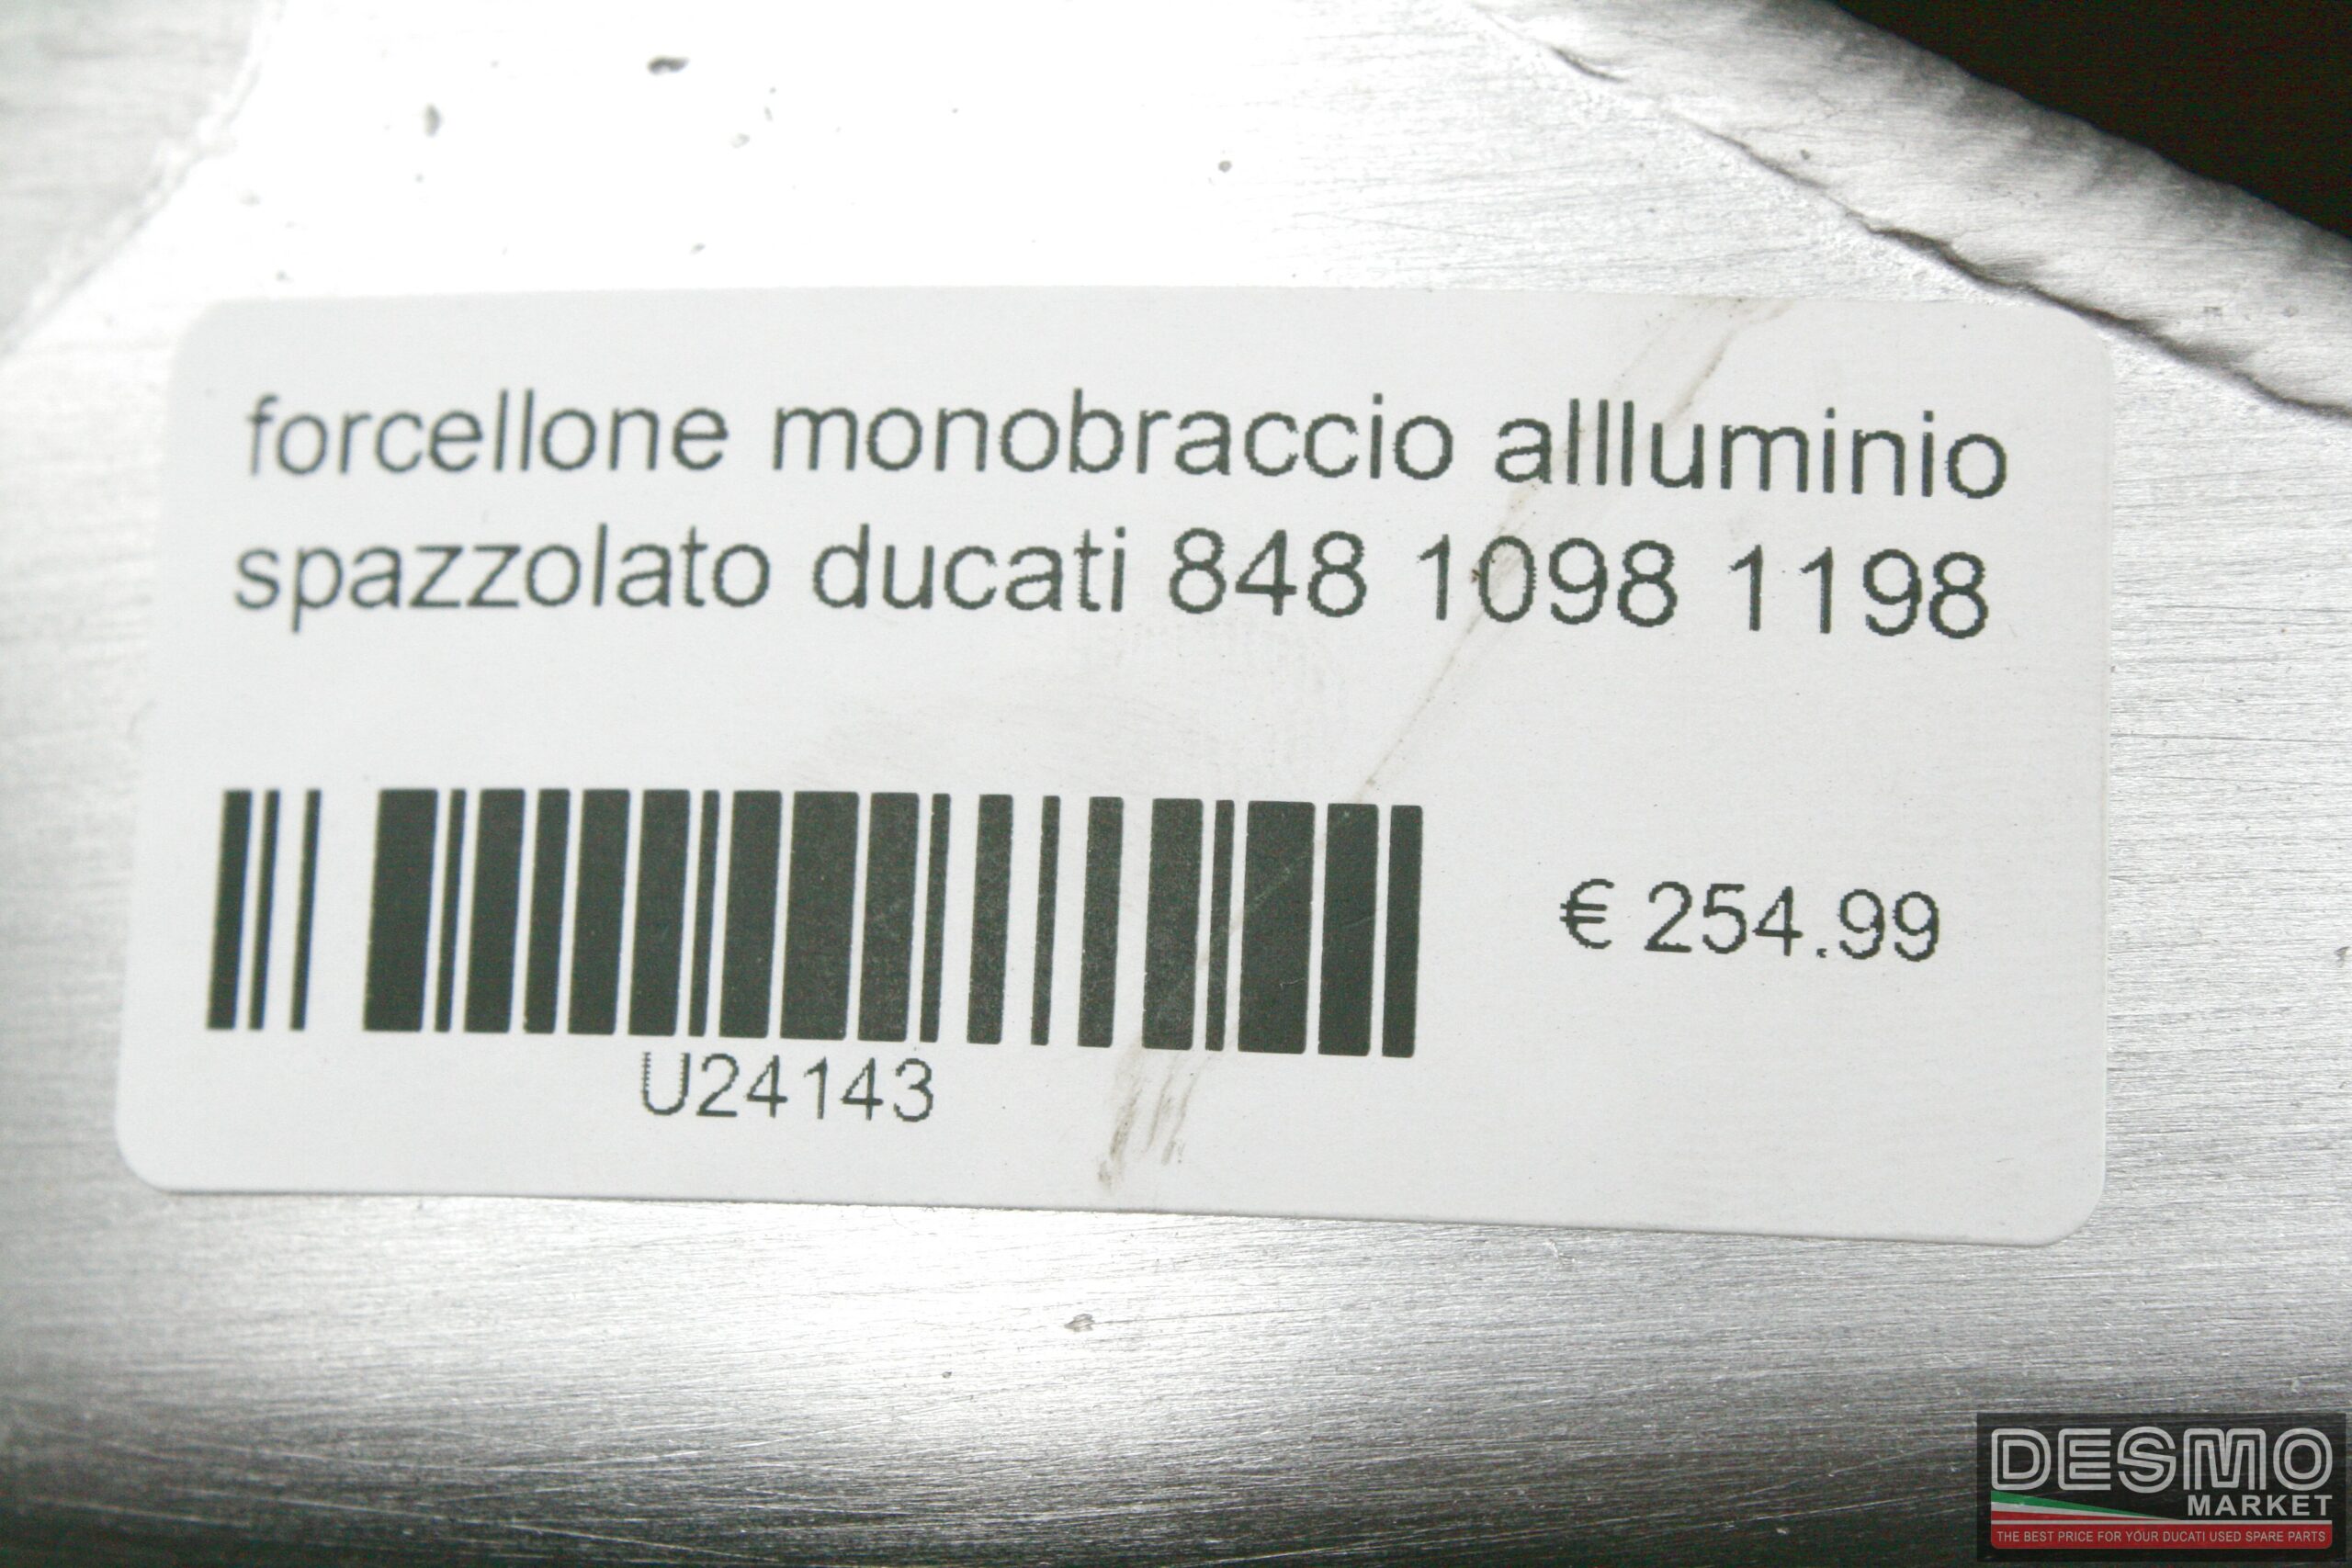 forcellone monobraccio allluminio
spazzolato ducati 848 1098 1198
€ 254.99
U24143
DESMO
MARKET
THE BEST PRICE FOR YOUR DUCATI USED SPARE PARTS